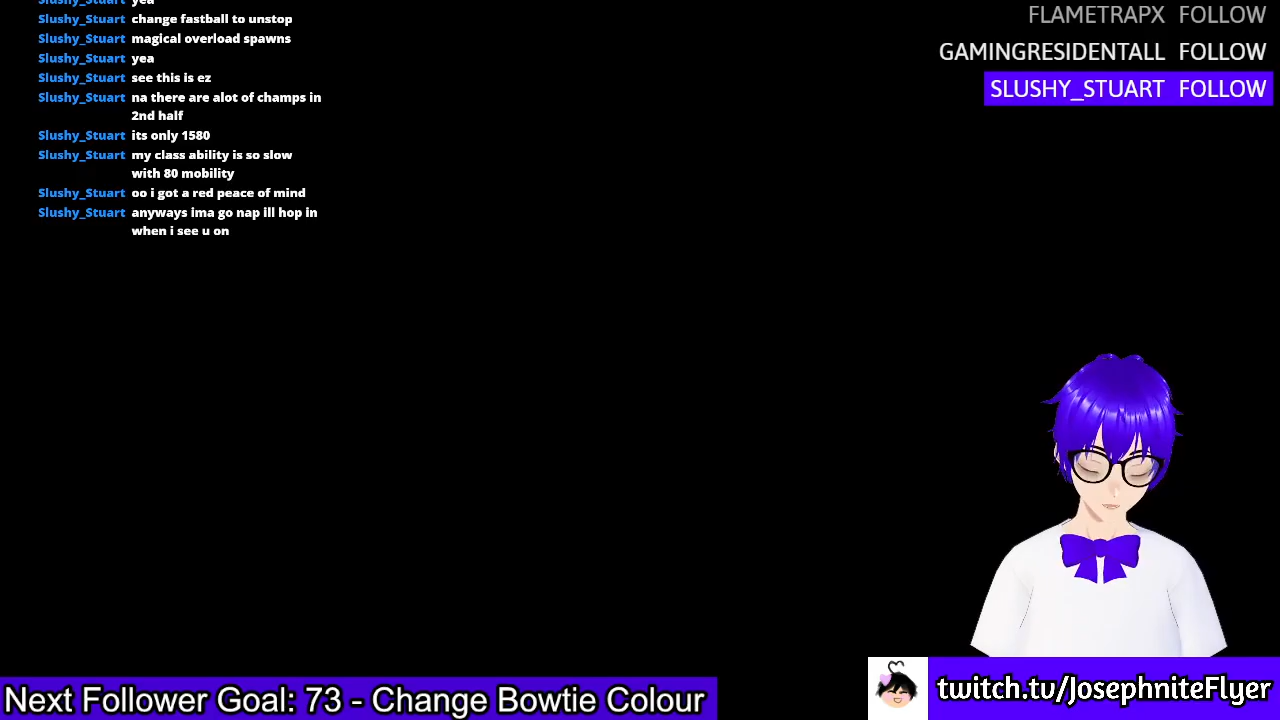 Slushy_Stuart yea
Slushy_Stuart change fastball to unstop
Slushy_Stuart magical overload spawns
Slushy_Stuart yea
Slushy_Stuart see this is ez
Slushy_Stuart na there are alot of champs in
2nd half
Slushy_Stuart its only 1580
Slushy_Stuart my class ability is so slow
with 80 mobility
Slushy_Stuart oo i got a red peace of mind
Slushy_Stuart anyways ima go nap ill hop in
when i see u on
FLAMETRAPX FOLLOW
GAMINGRESIDENTALL FOLLOW
SLUSHY_STUART FOLLOW
Next Follower Goal: 73 - Change Bowtie Colour
twitch.tv/JosephniteFlyer